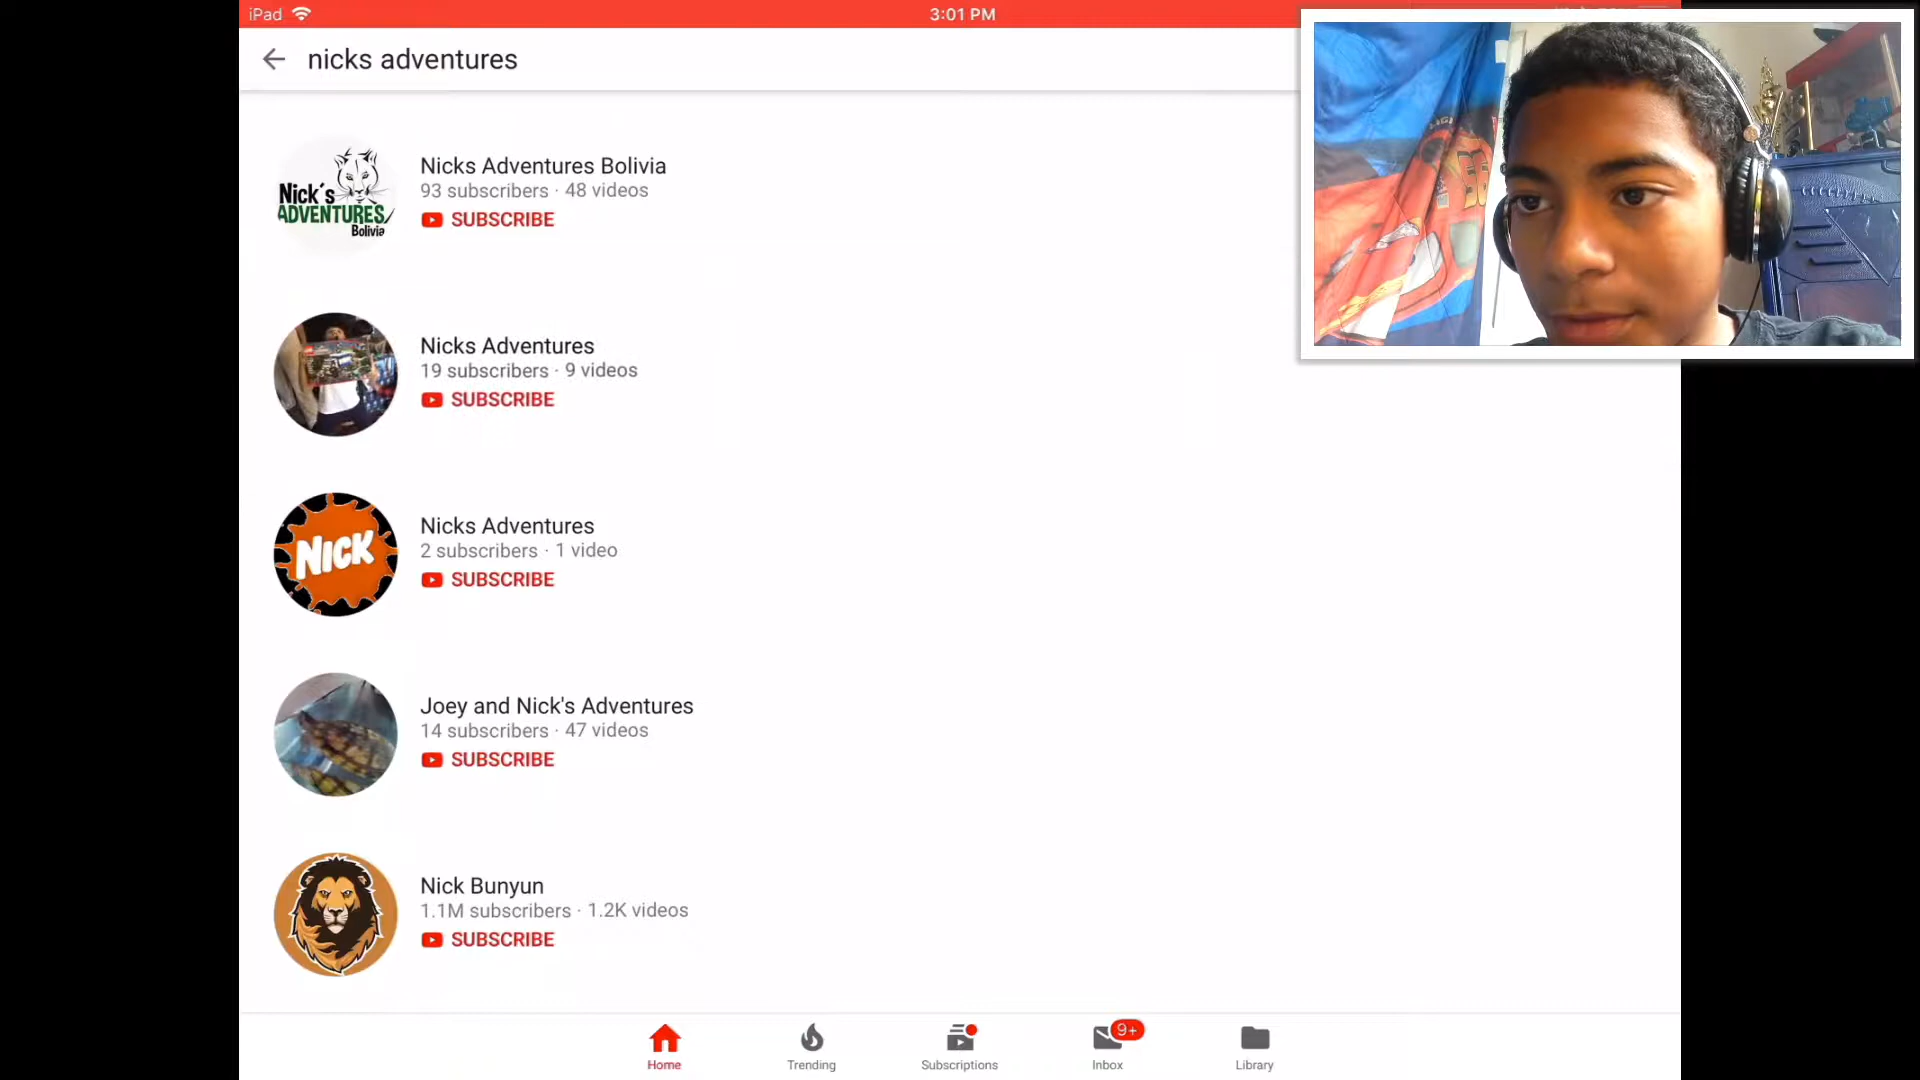 iPad
3:01 PM
nicks adventures
Nick's
ADVENTURES
Bolivia
Nicks Adventures Bolivia
93 subscribers · 48 videos
SUBSCRIBE
Nicks Adventures
19 subscribers · 9 videos
SUBSCRIBE
NICK
Nicks Adventures
2 subscribers · 1 video
SUBSCRIBE
Joey and Nick's Adventures
14 subscribers · 47 videos
SUBSCRIBE
Nick Bunyun
1.1M subscribers · 1.2K videos
SUBSCRIBE
Home
Trending
Subscriptions
9+
Inbox
Library